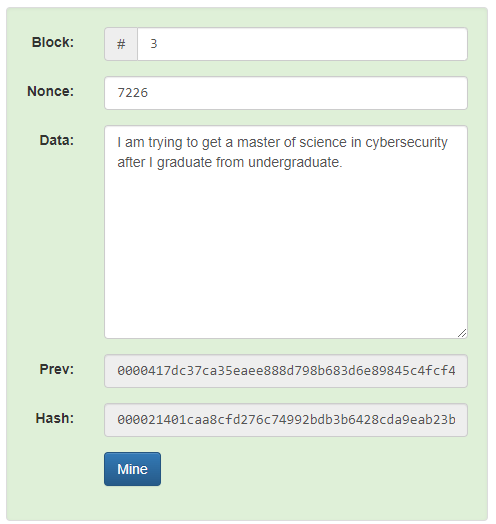 Block: # 3
Nonce: 7226
Data: I am trying to get a master of science in cybersecurity
after I graduate from undergraduate.
Prev: 0000417dc37ca35eaee888d798b683d6e89845c4fcf4
Hash: 000021401caa8cfd276c74992bdb3b6428cda9eab23b
Mine